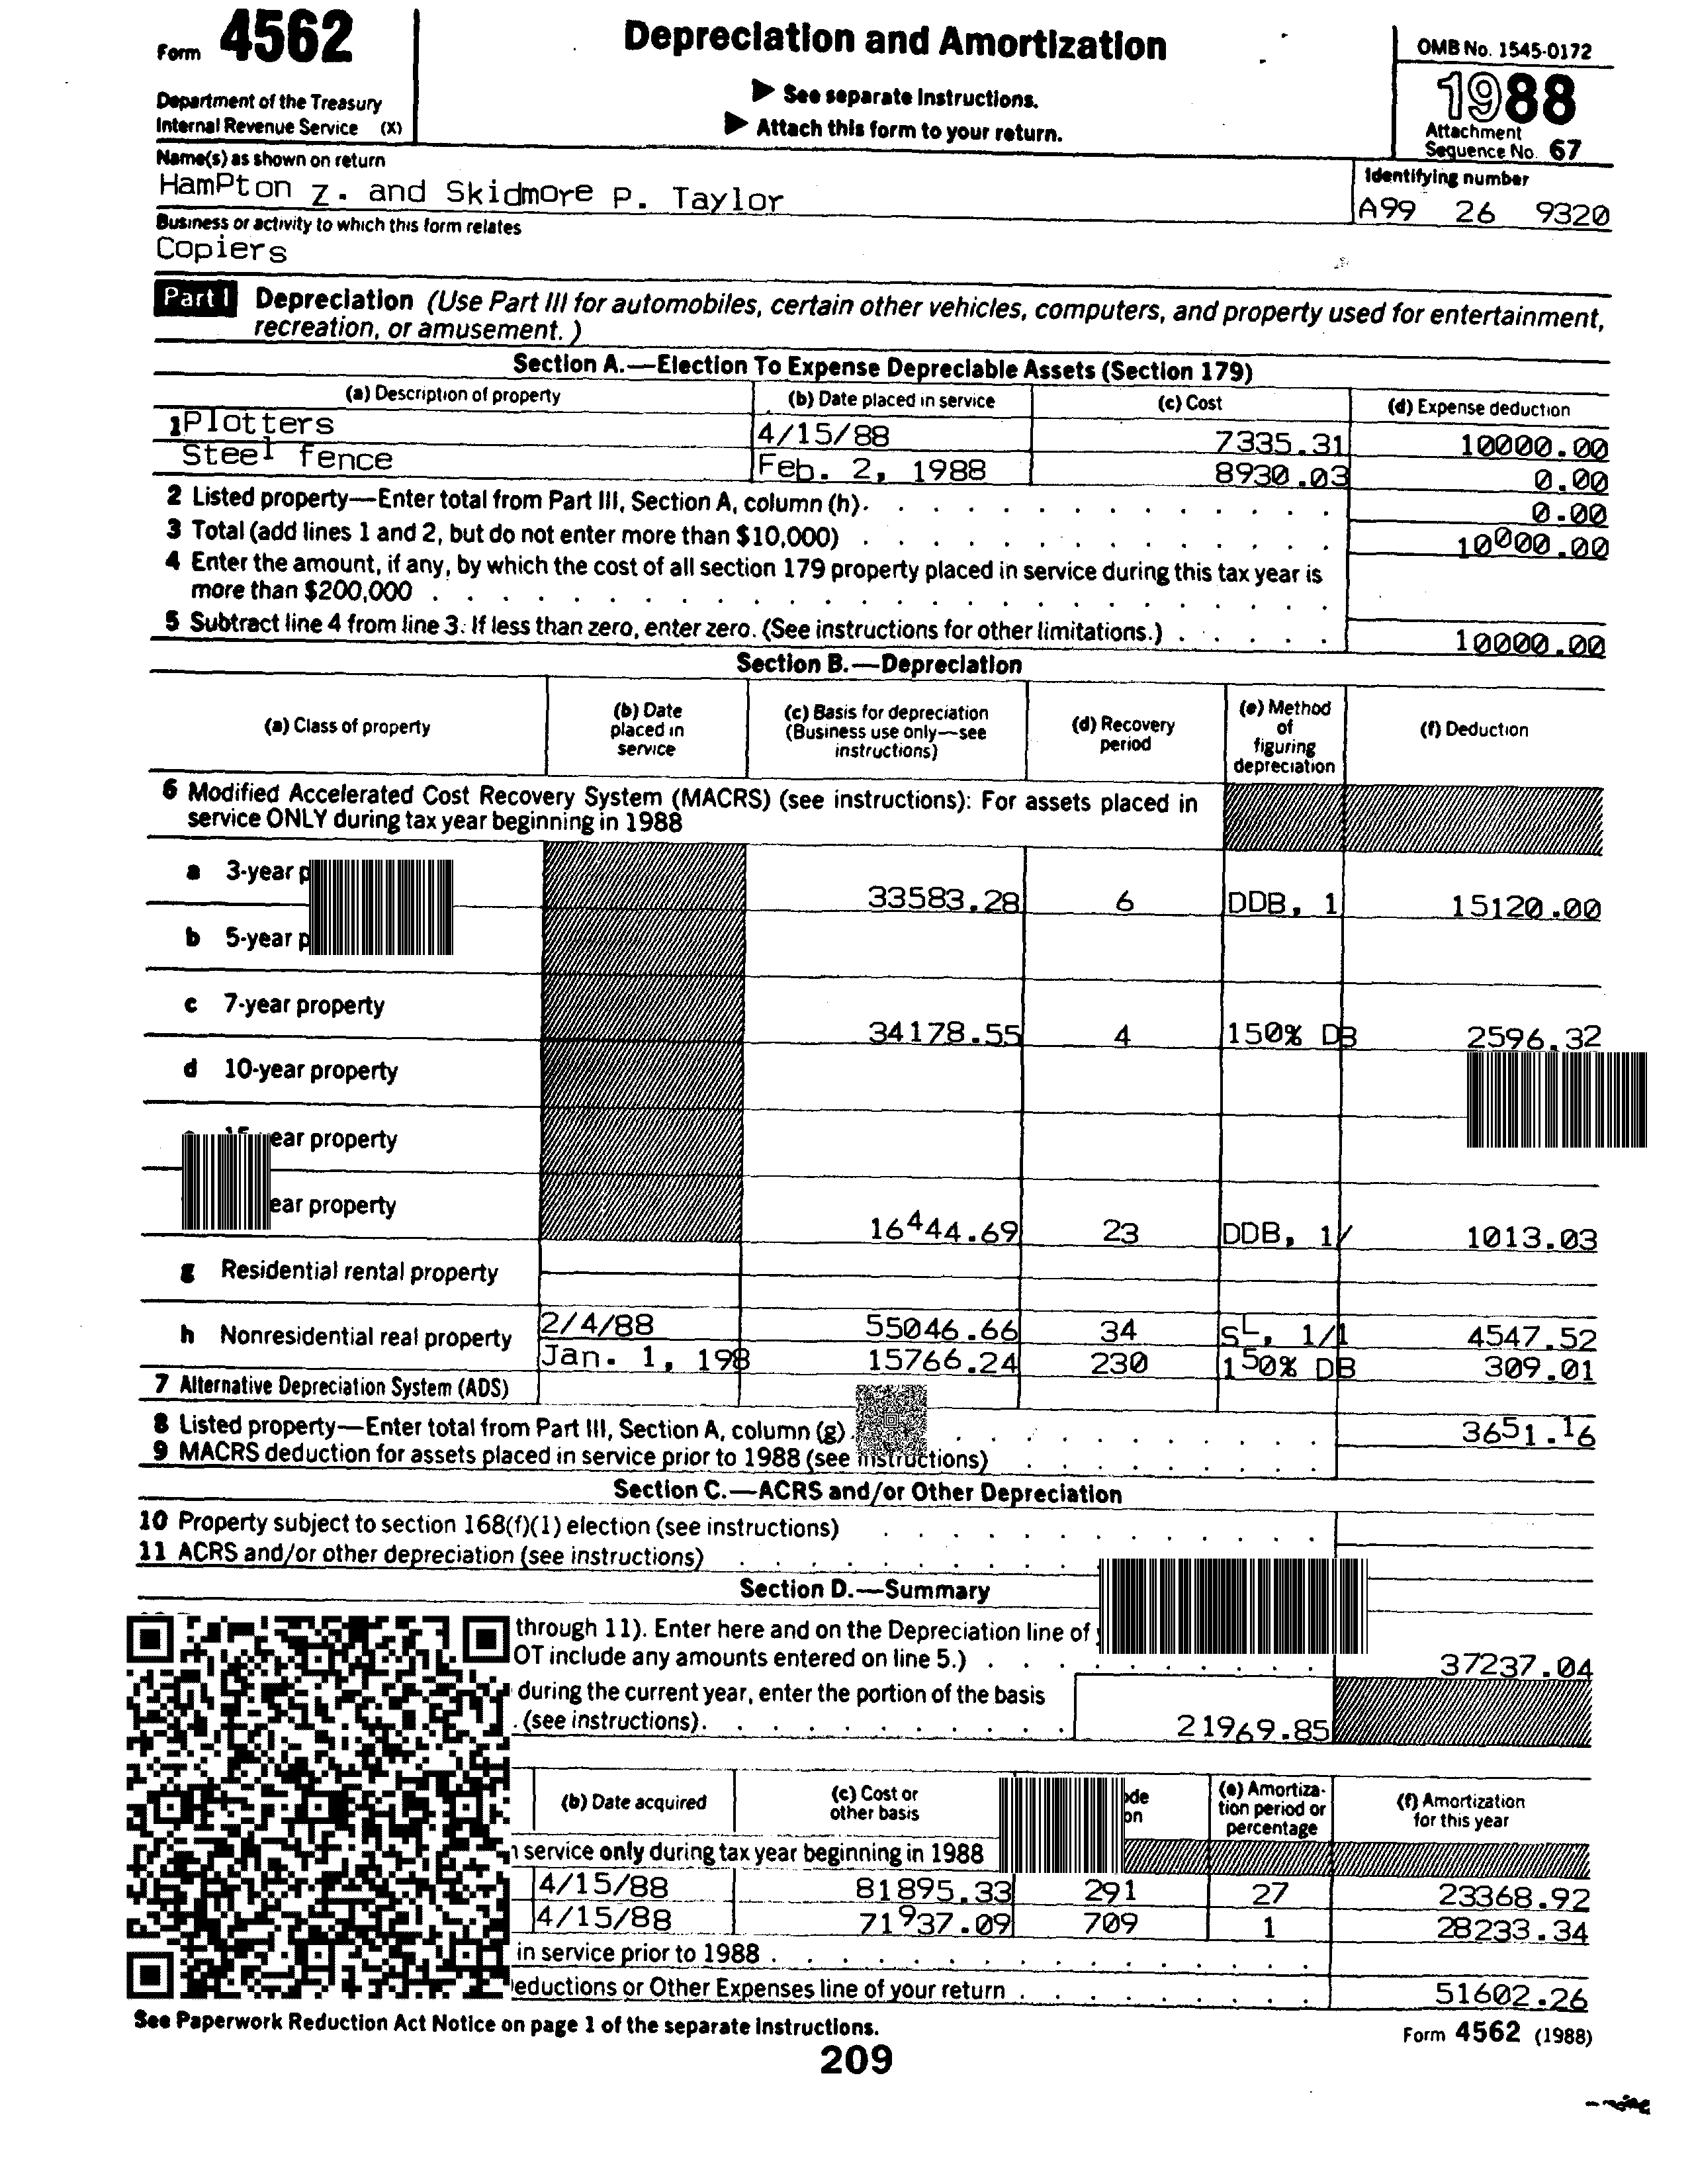 Form 4562
Department of the Treasury
Internal Revenue Service (X)
Depreciation and Amortization
▶ See separate Instructions.
▶ Attach this form to your return.
OMB No. 1545-0172
1988
Attachment
Sequence No. 67
Name(s) as shown on return
HamPton z. and Skidmore P. Taylor
Identifying number
A99 26 9320
Business or activity to which this form relates
Copiers
Part I Depreciation (Use Part III for automobiles, certain other vehicles, computers, and property used for entertainment,
recreation, or amusement.)
Section A.—Election To Expense Depreciable Assets (Section 179)
(a) Description of property (b) Date placed in service (c) Cost (d) Expense deduction
1 Plotters 4/15/88 7335.31 10000.00
Steel fence Feb. 2, 1988 8930.03 0.00
2 Listed property—Enter total from Part III, Section A, column (h). 0.00
3 Total (add lines 1 and 2, but do not enter more than $10,000) 10000.00
4 Enter the amount, if any, by which the cost of all section 179 property placed in service during this tax year is
more than $200,000
5 Subtract line 4 from line 3. If less than zero, enter zero. (See instructions for other limitations.) 10000.00
Section B.—Depreciation
(a) Class of property
(b) Date
placed in
service
(c) Basis for depreciation
(Business use only—see
instructions)
(d) Recovery
period
(e) Method
of
figuring
depreciation
(f) Deduction
6 Modified Accelerated Cost Recovery System (MACRS) (see instructions): For assets placed in
service ONLY during tax year beginning in 1988
a 3-year 33583.28 6 DDB, 1 15120.00
b 5-year
c 7-year property 34178.55 4 150% DB 2596.32
d 10-year property
property
property 16444.69 23 DDB, 1/ 1013.03
g Residential rental property
h Nonresidential real property 2/4/88 55046.66 34 SL, 1/1 4547.52
Jan. 1, 198 15766.24 230 150% DB 309.01
7 Alternative Depreciation System (ADS)
8 Listed property—Enter total from Part III, Section A, column (g). 3651.16
9 MACRS deduction for assets placed in service prior to 1988 (see instructions)
Section C.—ACRS and/or Other Depreciation
10 Property subject to section 168(f)(1) election (see instructions)
11 ACRS and/or other depreciation (see instructions)
Section D.—Summary
through 11). Enter here and on the Depreciation line of
OT include any amounts entered on line 5.) 37237.04
during the current year, enter the portion of the basis
(see instructions). 21969.85
(b) Date acquired
(c) Cost or
other basis
(e) Amortiza-
tion period or
percentage
(f) Amortization
for this year
service only during tax year beginning in 1988
4/15/88 81895.33 291 27 23368.92
4/15/88 71937.09 709 1 28233.34
in service prior to 1988
eductions or Other Expenses line of your return 51602.26
See Paperwork Reduction Act Notice on page 1 of the separate Instructions.
Form 4562 (1988)
209